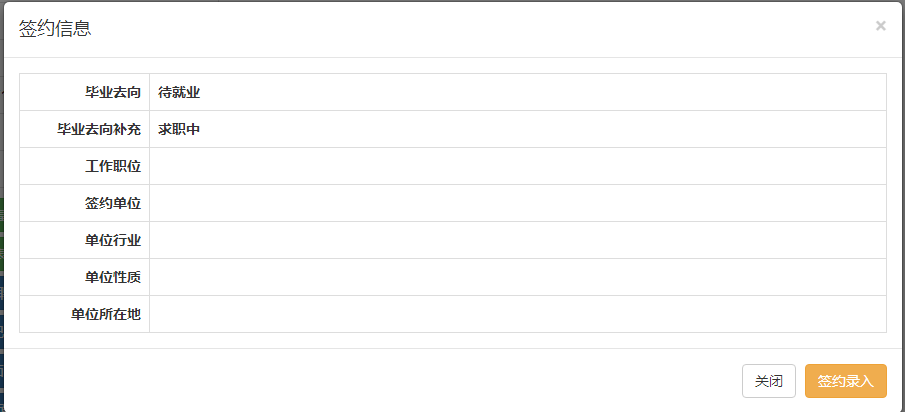 签约信息
×
毕业去向 待就业
毕业去向补充 求职中
工作职位
签约单位
单位行业
单位性质
单位所在地
关闭 签约录入